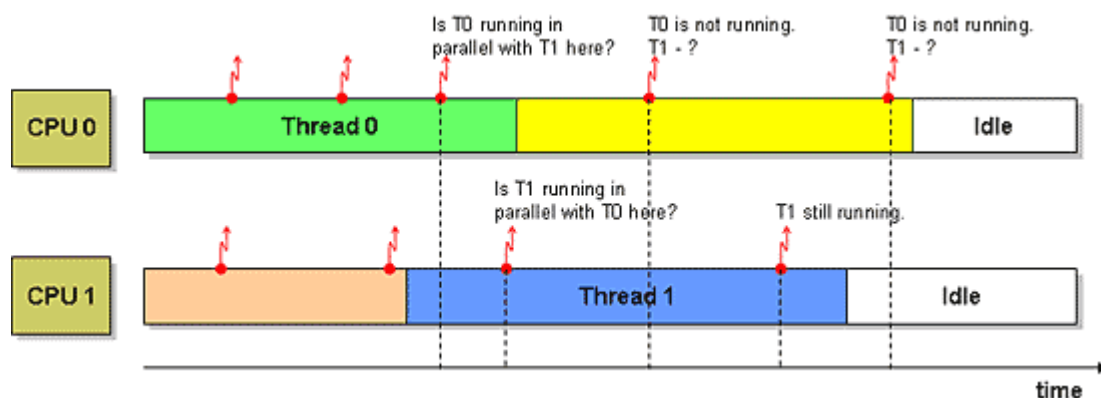 Is T0 running in
parallel with T1 here?
T0 is not running.
T1 - ?
T0 is not running.
T1 - ?
CPU 0
Thread 0
Idle
Is T1 running in
parallel with T0 here?
T1 still running.
CPU 1
Thread 1
Idle
time